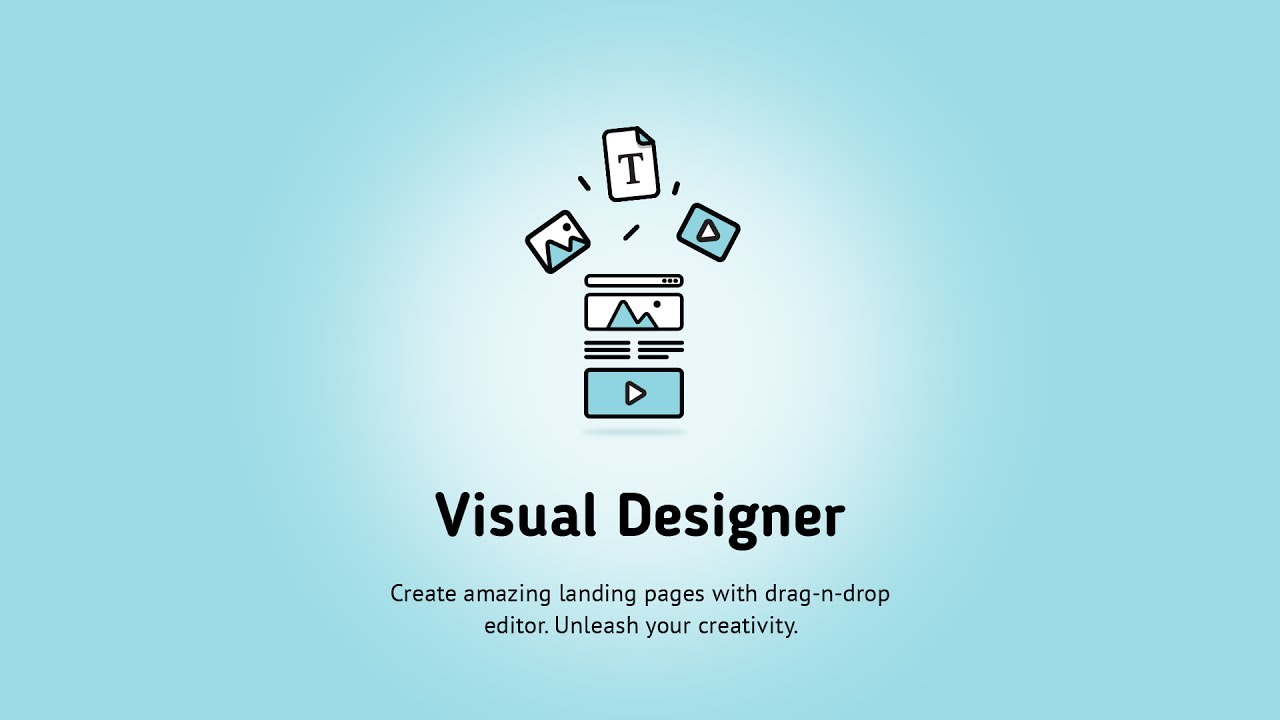 T
Visual Designer
Create amazing landing pages with drag-n-drop
editor. Unleash your creativity.